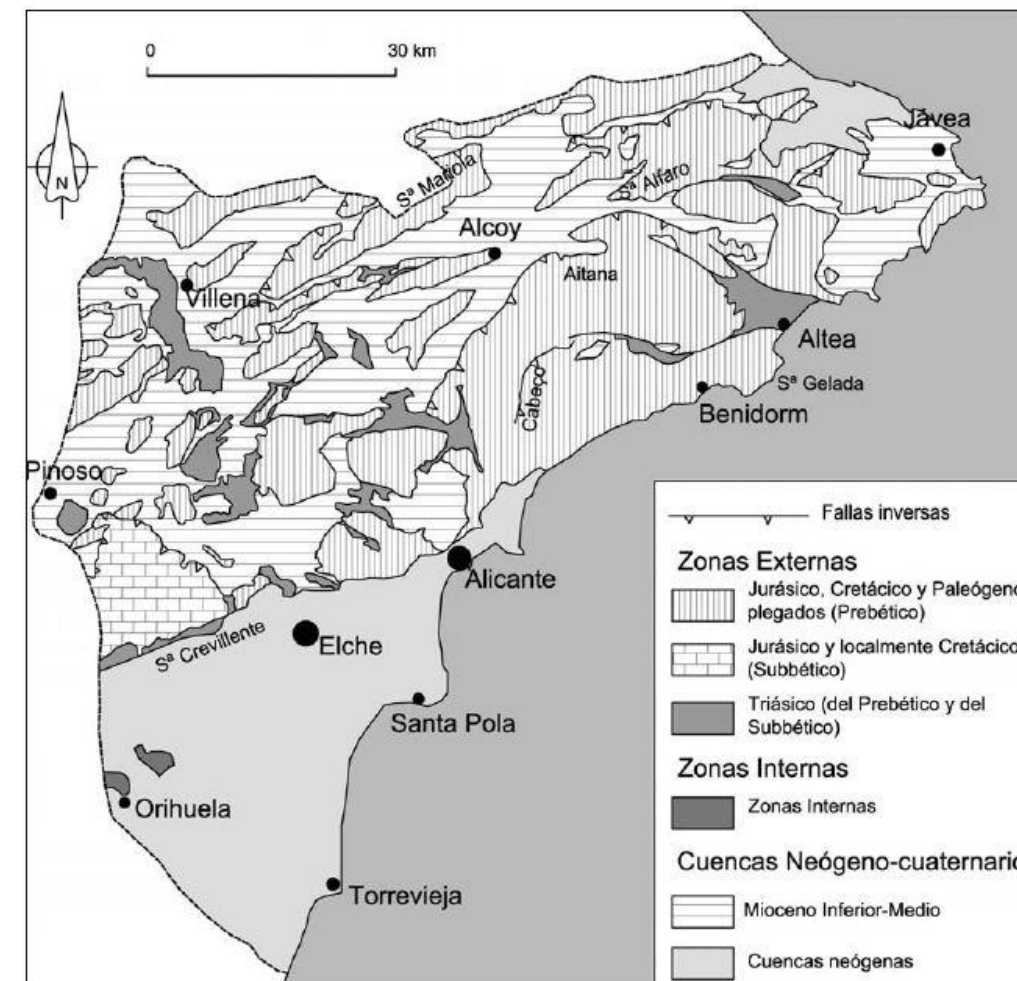 0 30 km
N
Jávea
Sª Mariola
Sª Alfaro
Alcoy
Aitana
Villena
Altea
Cabeço
Sª Gelada
Benidorm
Pinoso
Alicante
Sª Crevillente
Elche
Santa Pola
Orihuela
Torrevieja
Fallas inversas
Zonas Externas
Jurásico, Cretácico y Paleógeno
plegados (Prebético)
Jurásico y localmente Cretácico
(Subbético)
Triásico (del Prebético y del
Subbético)
Zonas Internas
Zonas Internas
Cuencas Neógeno-cuaternario
Mioceno Inferior-Medio
Cuencas neógenas